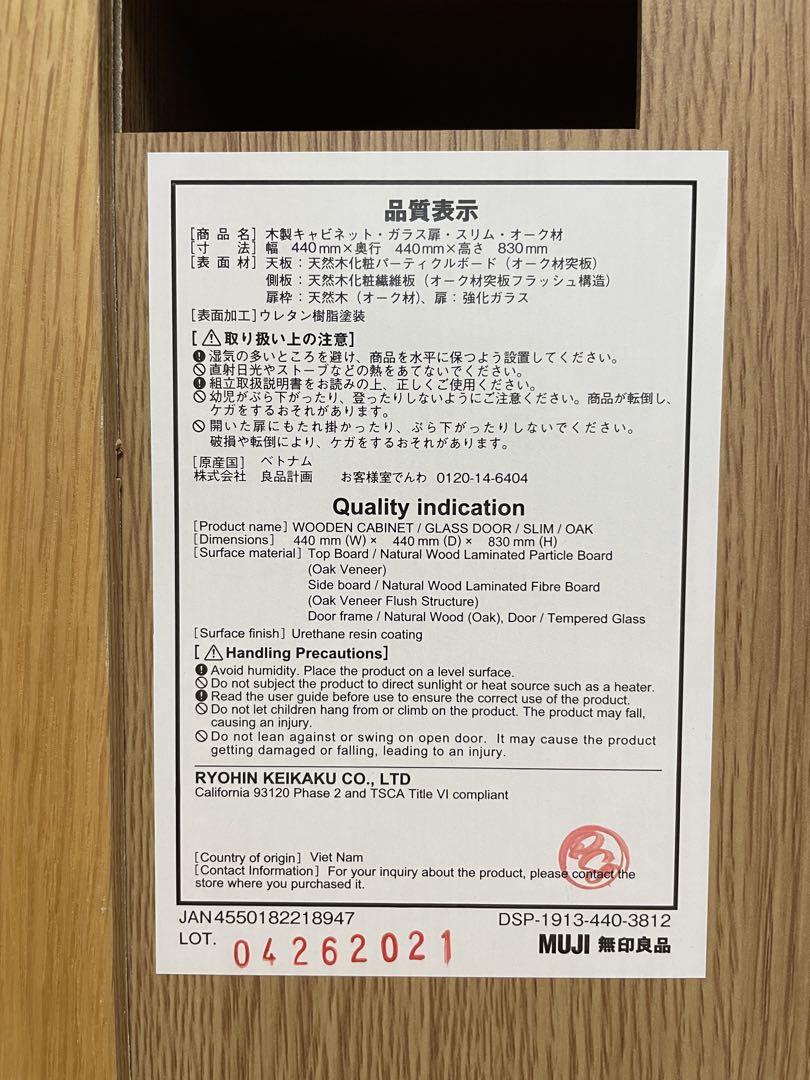 品質表示
[商品名] 木製キャビネット・ガラス扉・スリム・オーク材
[寸法] 幅 440mm×奥行 440mm×高さ 830mm
[表面材] 天板:天然木化粧パーティクルボード(オーク材突板)
側板:天然木化粧繊維板(オーク材突板フラッシュ構造)
扉枠:天然木(オーク材)、扉:強化ガラス
[表面加工]ウレタン樹脂塗装
[⚠取り扱い上の注意]
湿気の多いところを避け、商品を水平に保つよう設置してください。
直射日光やストーブなどの熱をあてないでください。
組立取扱説明書をお読みの上、正しくご使用ください。
幼児がぶら下がったり、登ったりしないようにご注意ください。商品が転倒し、
ケガをするおそれがあります。
開いた扉にもたれ掛かったり、ぶら下がったりしないでください。
破損や転倒により、ケガをするおそれがあります。
[原産国] ベトナム
株式会社 良品計画 お客様室でんわ 0120-14-6404
Quality indication
[Product name] WOODEN CABINET / GLASS DOOR / SLIM / OAK
[Dimensions] 440 mm (W) × 440 mm (D) × 830 mm (H)
[Surface material] Top Board / Natural Wood Laminated Particle Board
(Oak Veneer)
Side board / Natural Wood Laminated Fibre Board
(Oak Veneer Flush Structure)
Door frame / Natural Wood (Oak), Door / Tempered Glass
[Surface finish] Urethane resin coating
[⚠Handling Precautions]
Avoid humidity. Place the product on a level surface.
Do not subject the product to direct sunlight or heat source such as a heater.
Read the user guide before use to ensure the correct use of the product.
Do not let children hang from or climb on the product. The product may fall,
causing an injury.
Do not lean against or swing on open door. It may cause the product
getting damaged or falling, leading to an injury.
RYOHIN KEIKAKU CO., LTD
California 93120 Phase 2 and TSCA Title VI compliant
[Country of origin] Viet Nam
[Contact Information] For your inquiry about the product, please contact the
store where you purchased it.
JAN4550182218947 DSP-1913-440-3812
LOT. 04262021 MUJI 無印良品